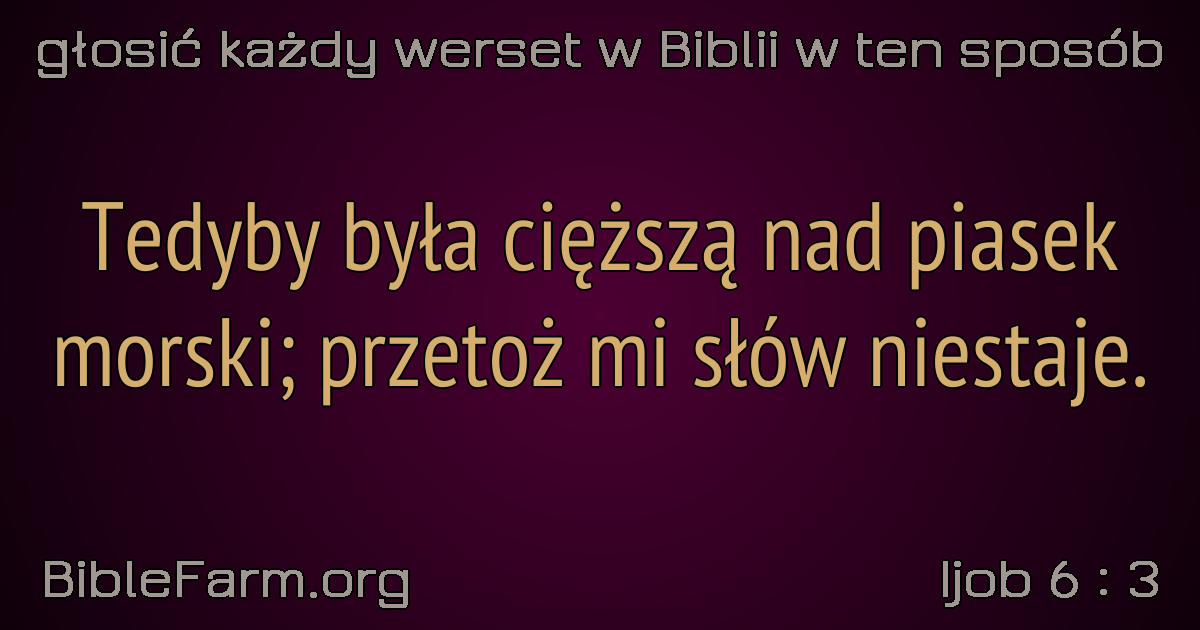 głosić każdy werset w Biblii w ten sposób
Tedyby była cięższą nad piasek
morski; przetoż mi słów niestaje.
BibleFarm.org
Ijob 6 : 3